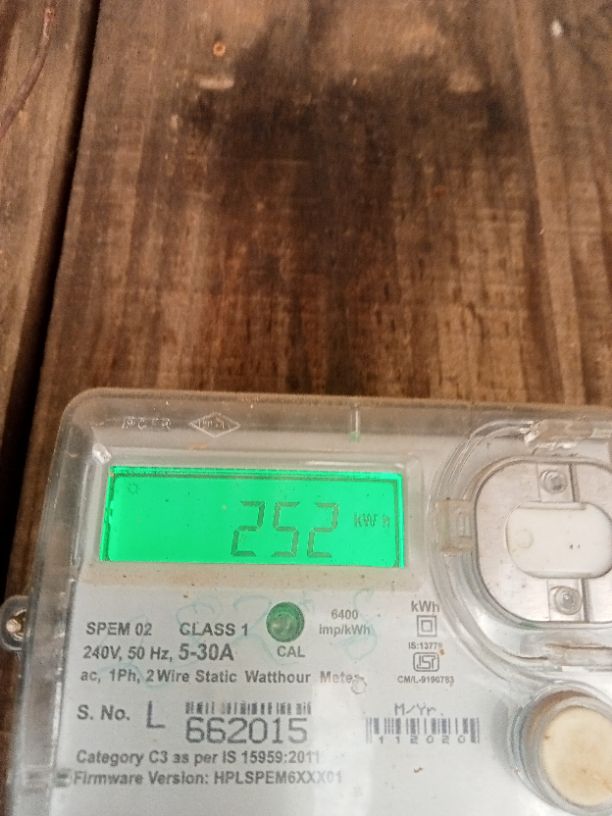 252 kW h
SPEM 02 CLASS 1
6400 imp/kWh
kWh
240V, 50 Hz, 5-30A
CAL
IS:13779
ac, 1Ph, 2 Wire Static Watthour Meter
CM/L-9190783
S. No. L 662015
M/Yr.
112020
Category C3 as per IS 15959:2011
Firmware Version: HPLSPEM6XXX01